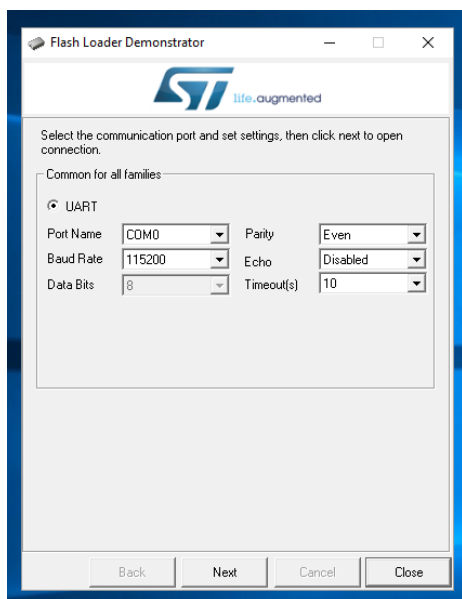 Flash Loader Demonstrator
ST life.augmented
Select the communication port and set settings, then click next to open
connection.
Common for all families
UART
Port Name COM0 Parity Even
Baud Rate 115200 Echo Disabled
Data Bits 8 Timeout(s) 10
Back Next Cancel Close